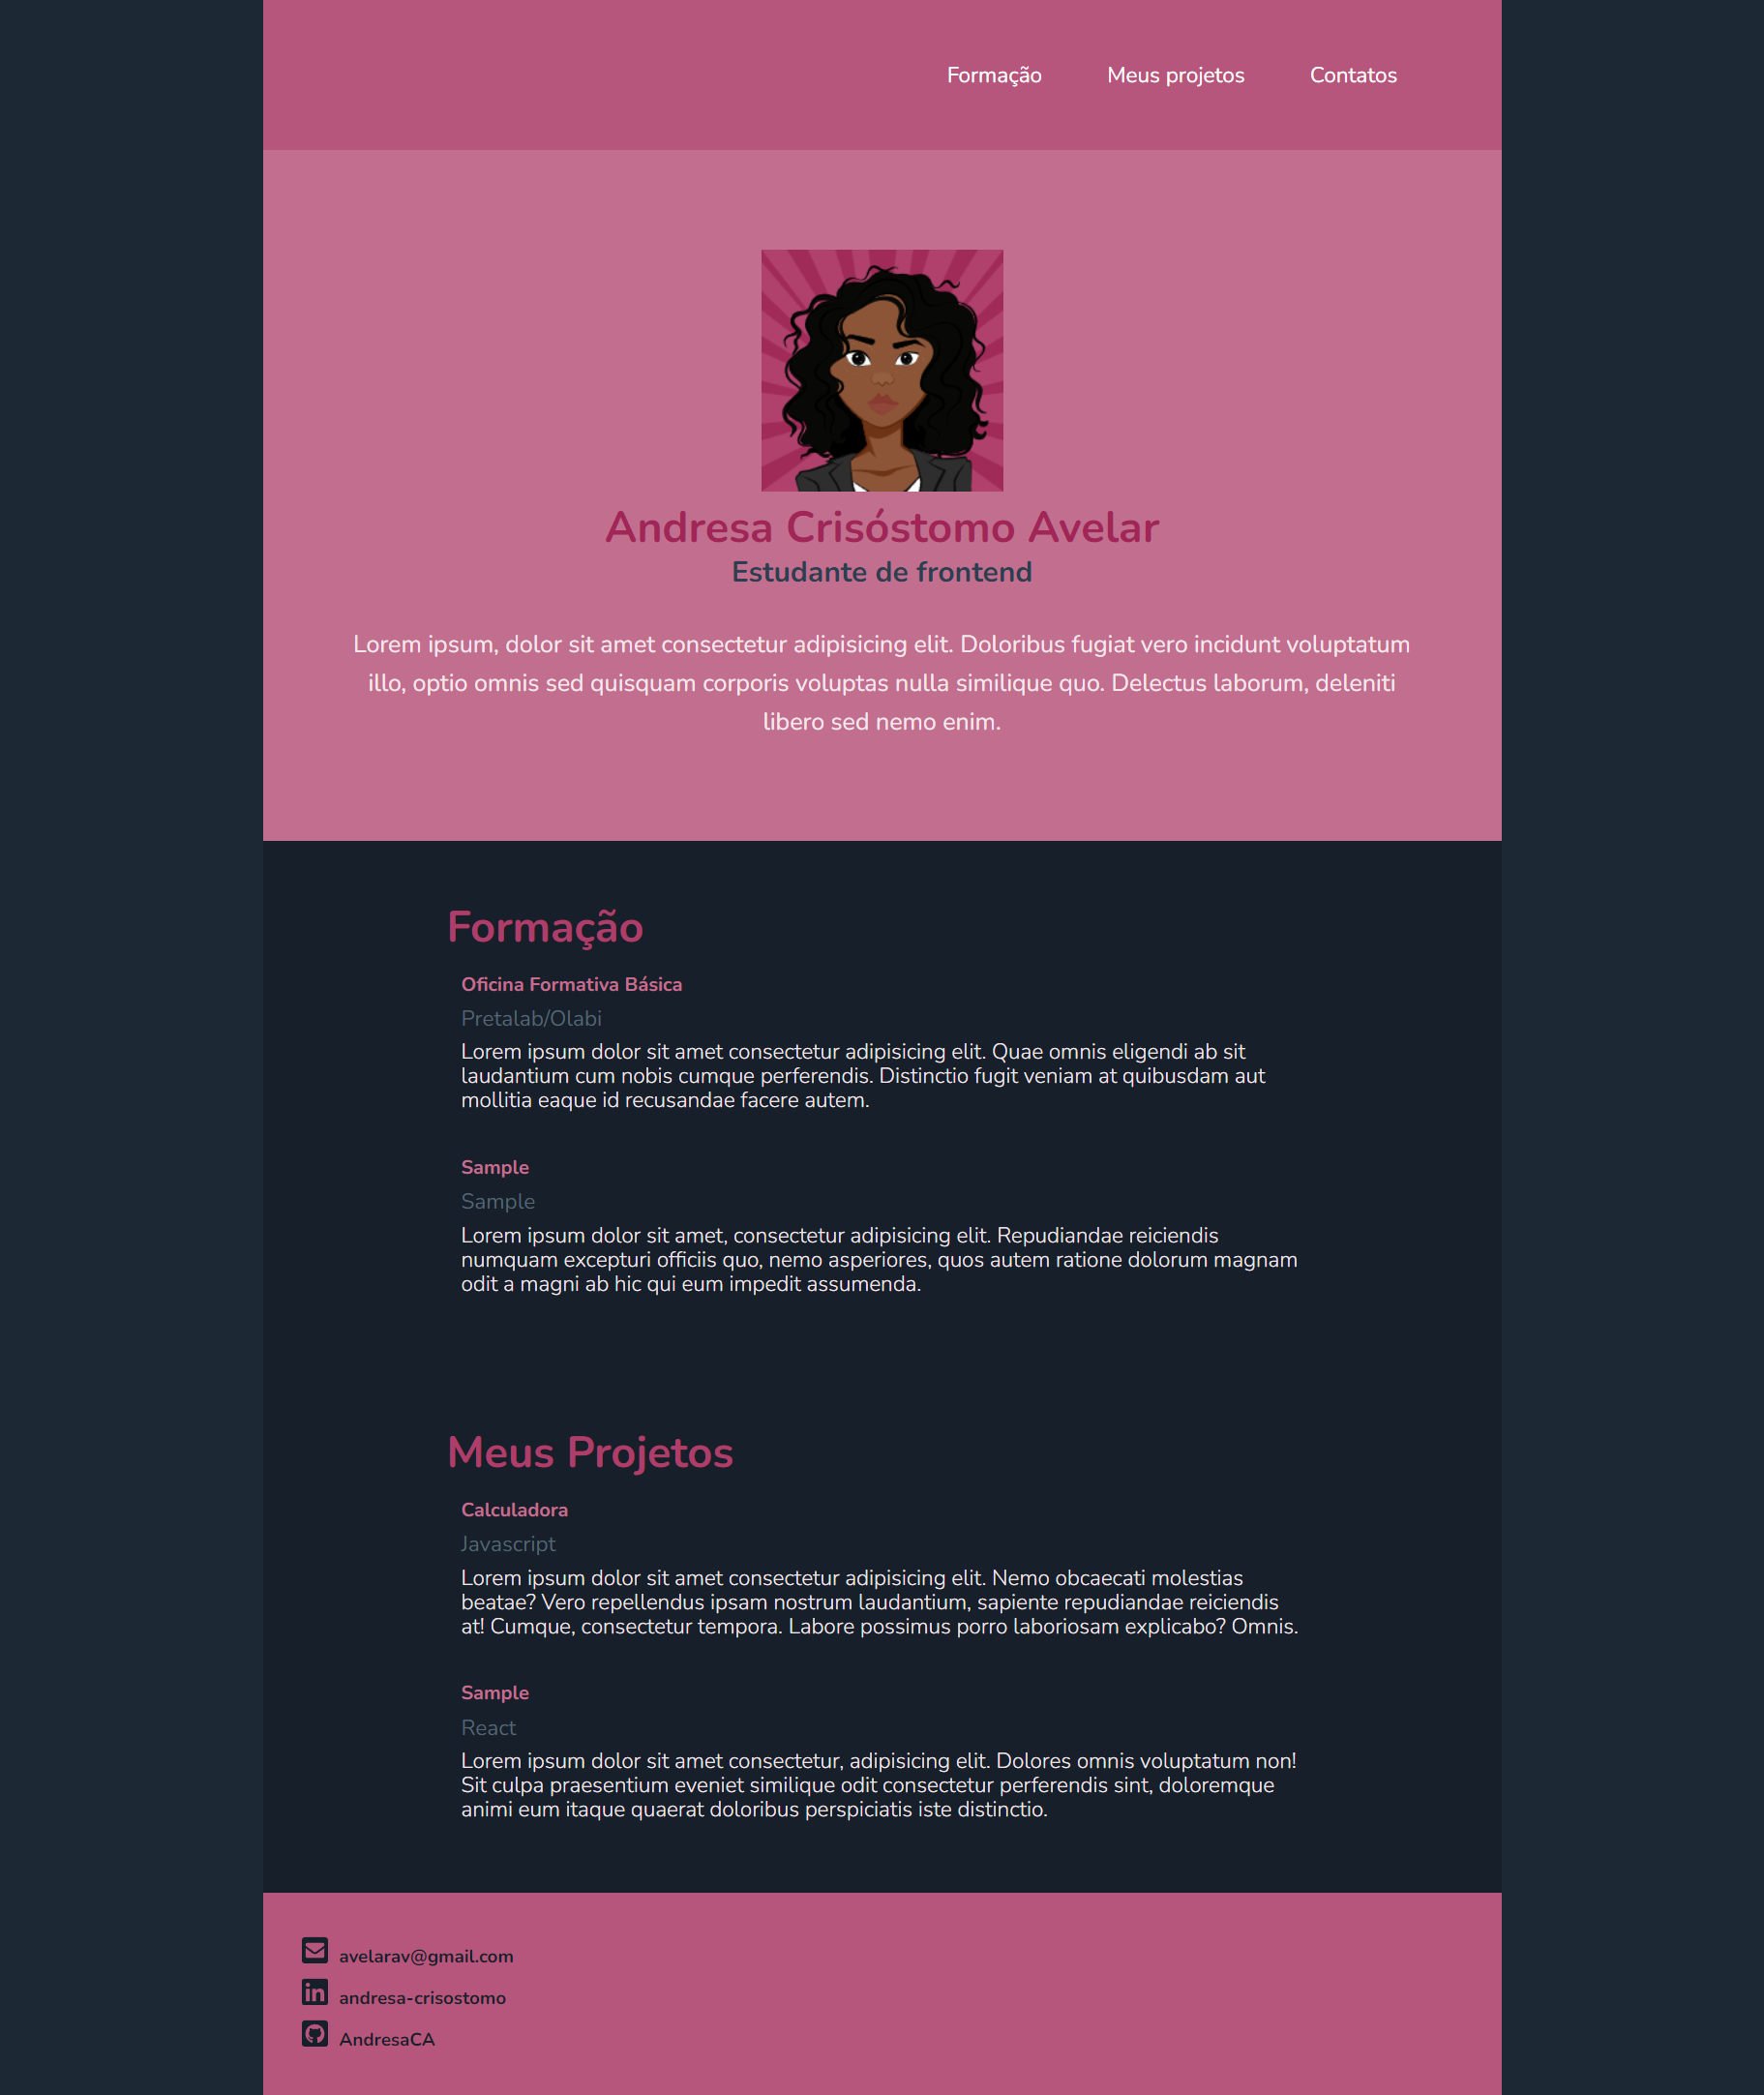 Formação Meus projetos Contatos
Andresa Crisóstomo Avelar
Estudante de frontend
Lorem ipsum, dolor sit amet consectetur adipisicing elit. Doloribus fugiat vero incidunt voluptatum
illo, optio omnis sed quisquam corporis voluptas nulla similique quo. Delectus laborum, deleniti
libero sed nemo enim.
Formação
Oficina Formativa Básica
Pretalab/Olabi
Lorem ipsum dolor sit amet consectetur adipisicing elit. Quae omnis eligendi ab sit
laudantium cum nobis cumque perferendis. Distinctio fugit veniam at quibusdam aut
mollitia eaque id recusandae facere autem.
Sample
Sample
Lorem ipsum dolor sit amet, consectetur adipisicing elit. Repudiandae reiciendis
numquam excepturi officiis quo, nemo asperiores, quos autem ratione dolorum magnam
odit a magni ab hic qui eum impedit assumenda.
Meus Projetos
Calculadora
Javascript
Lorem ipsum dolor sit amet consectetur adipisicing elit. Nemo obcaecati molestias
beatae? Vero repellendus ipsam nostrum laudantium, sapiente repudiandae reiciendis
at! Cumque, consectetur tempora. Labore possimus porro laboriosam explicabo? Omnis.
Sample
React
Lorem ipsum dolor sit amet consectetur, adipisicing elit. Dolores omnis voluptatum non!
Sit culpa praesentium eveniet similique odit consectetur perferendis sint, doloremque
animi eum itaque quaerat doloribus perspiciatis iste distinctio.
avelarav@gmail.com
andresa-crisostomo
AndresaCA